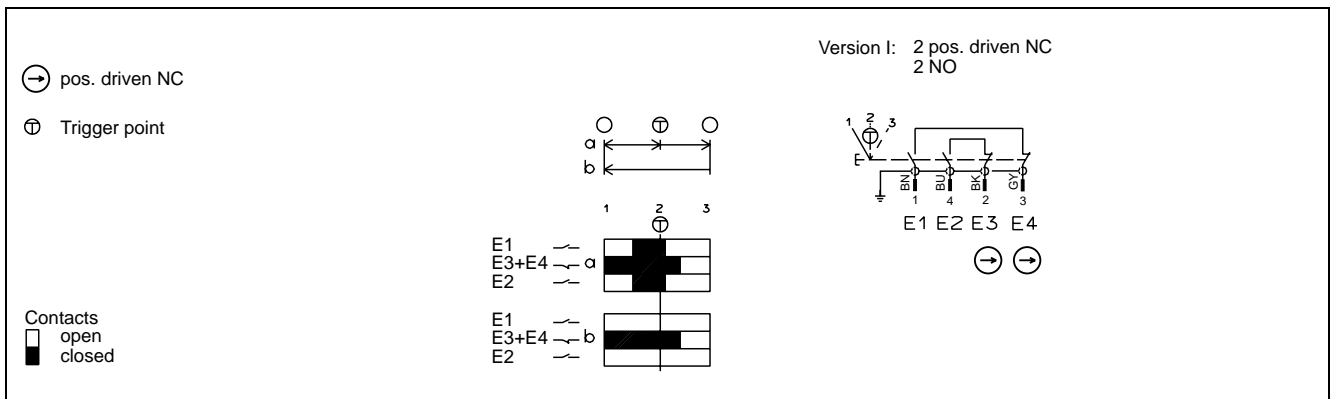 Version I: 2 pos. driven NC
2 NO
pos. driven NC
T Trigger point
T
a
b
1 2 3
T
E1
E3+E4 a
E2
E1
E3+E4 b
E2
Contacts
open
closed
1 2 3
T
E
BN BU BK GY
1 4 2 3
E1 E2 E3 E4